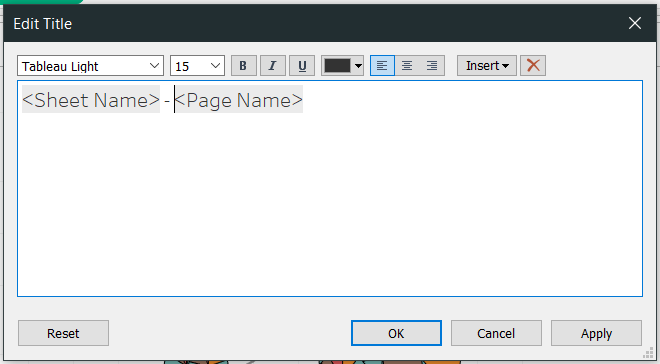 Edit Title
Tableau Light 15 B I U Insert
<Sheet Name> - <Page Name>
Reset OK Cancel Apply